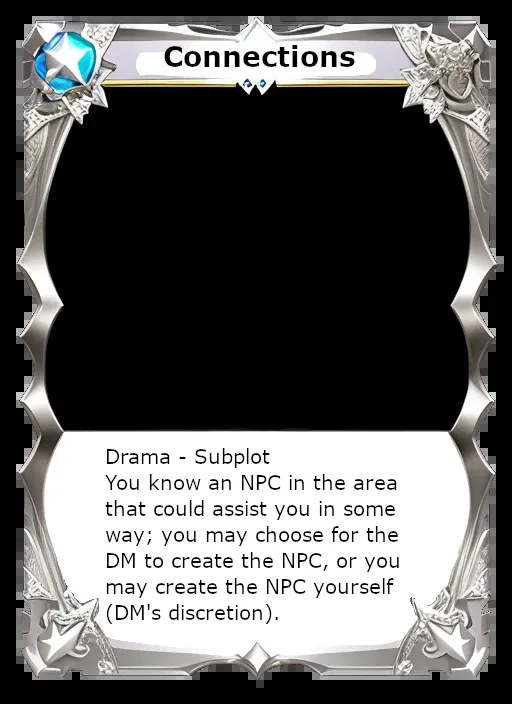 Connections
Drama - Subplot
You know an NPC in the area
that could assist you in some
way; you may choose for the
DM to create the NPC, or you
may create the NPC yourself
(DM's discretion).